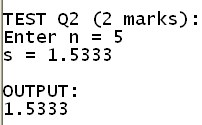 TEST Q2 (2 marks):
Enter n = 5
s = 1.5333
OUTPUT:
1.5333